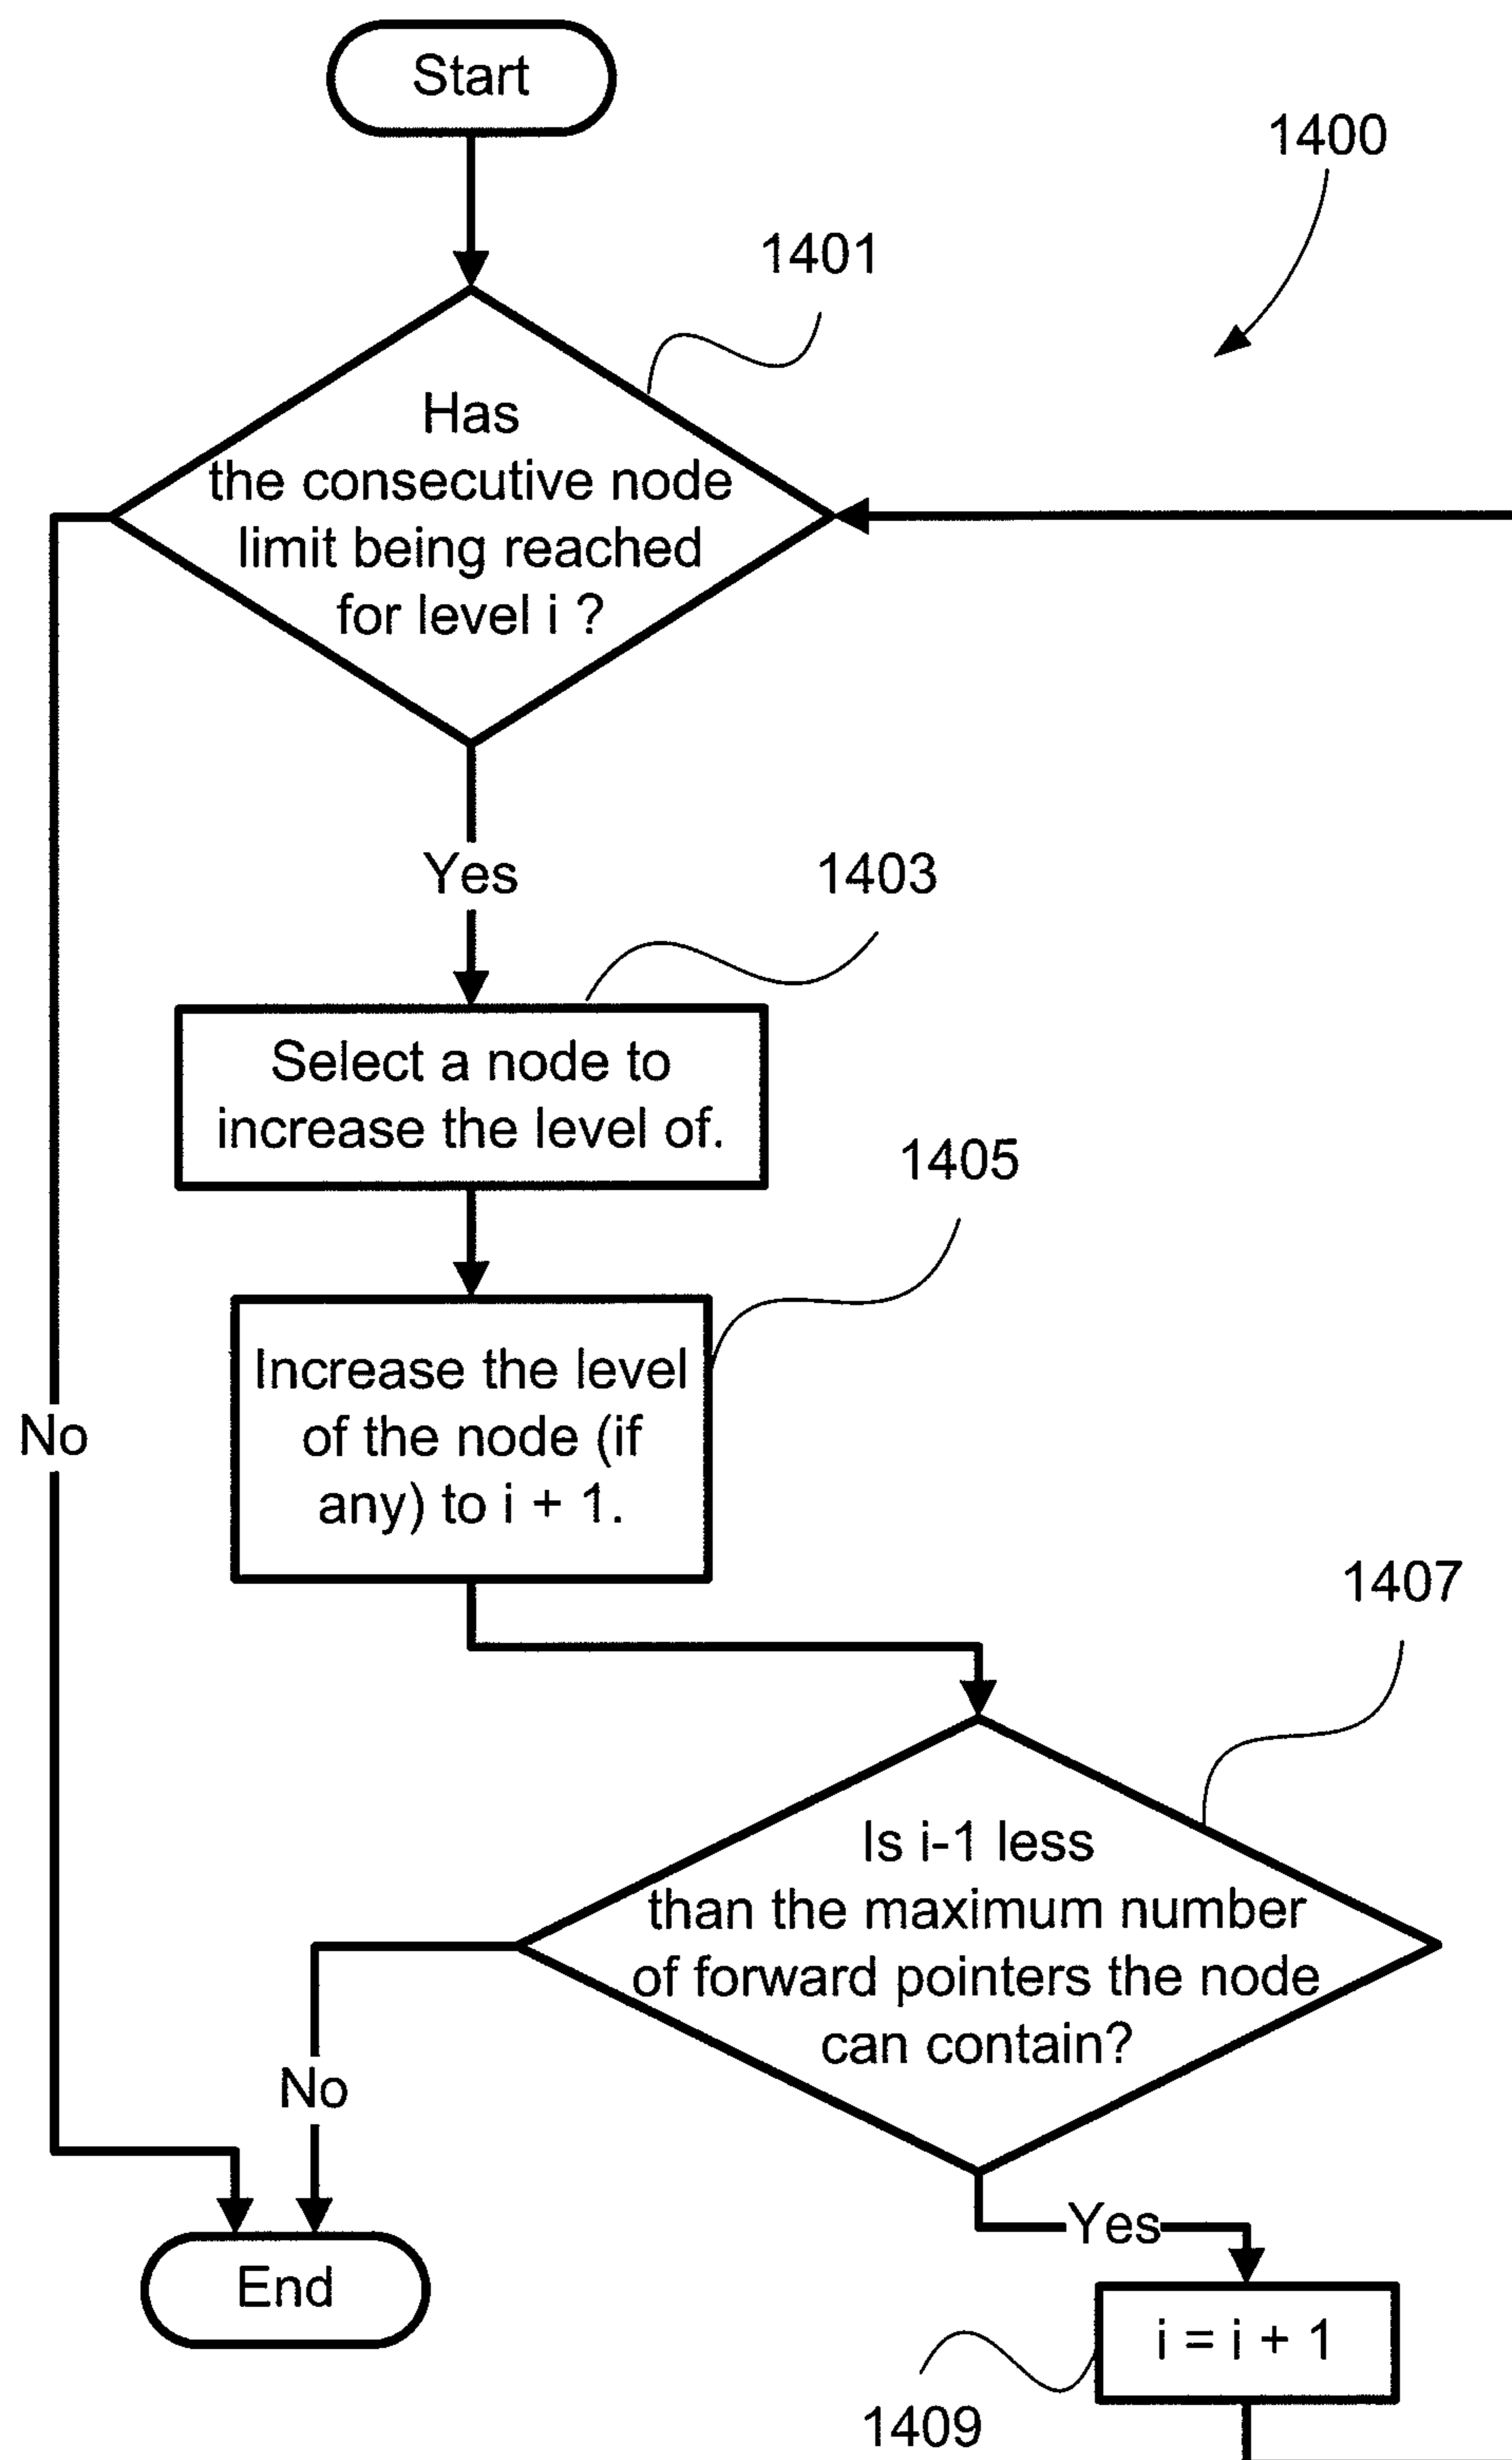 Start
1400
1401
Has
the consecutive node
limit being reached
for level i ?
Yes
1403
Select a node to
increase the level of.
1405
Increase the level
of the node (if
any) to i + 1.
No
1407
Is i-1 less
than the maximum number
of forward pointers the node
can contain?
No
Yes
End
i = i + 1
1409